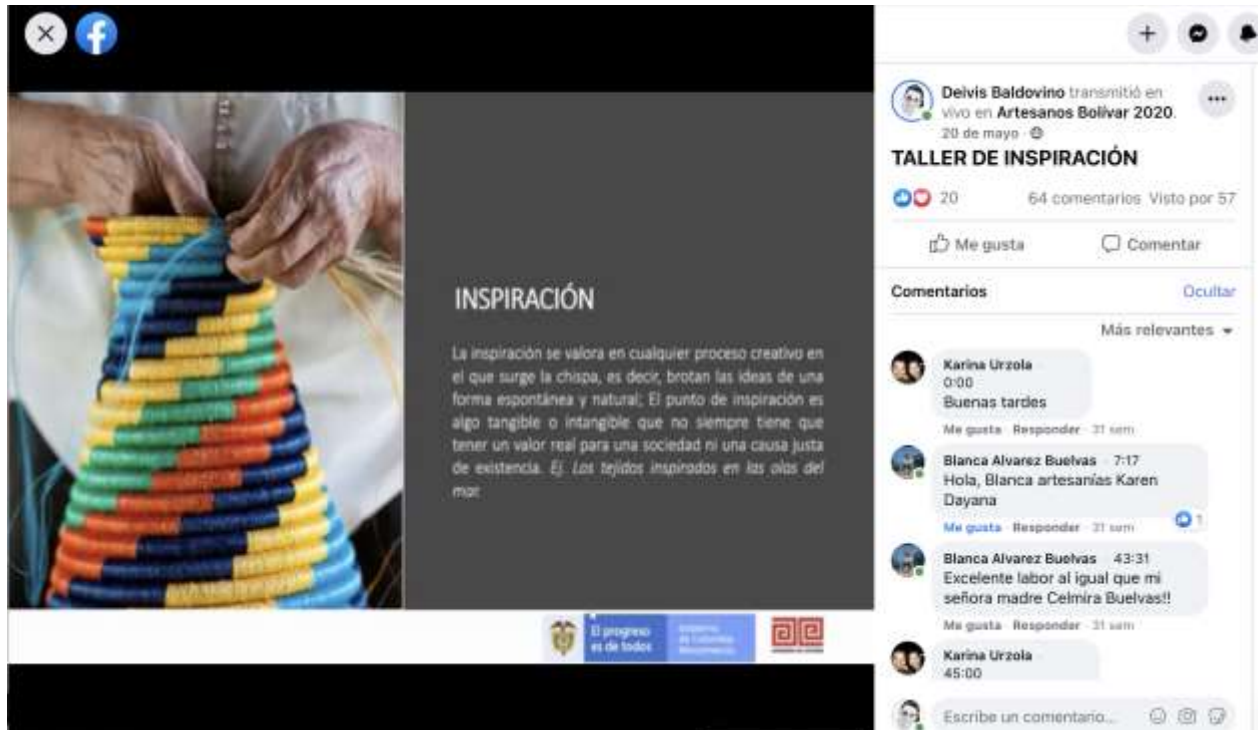 INSPIRACIÓN
La inspiración se valora en cualquier proceso creativo en
el que surge la chispa, es decir, brotan las ideas de una
forma espontánea y natural; El punto de inspiración es
algo tangible o intangible que no siempre tiene que
tener un valor real para una sociedad ni una causa justa
de existencia. Ej. Los tejidos inspirados en las olas del
mar.
El progreso
es de todos
Deivis Baldovino transmitió en
vivo en Artesanos Bolívar 2020.
20 de mayo
TALLER DE INSPIRACIÓN
20 64 comentarios Visto por 57
Me gusta Comentar
Comentarios Ocultar
Más relevantes
Karina Urzola
0:00
Buenas tardes
Me gusta Responder 31 sem
Blanca Alvarez Buelvas 7:17
Hola, Blanca artesanías Karen
Dayana
Me gusta Responder 31 sem
1
Blanca Alvarez Buelvas 43:31
Excelente labor al igual que mi
señora madre Celmira Buelvas!!
Me gusta Responder 31 sem
Karina Urzola
45:00
Escribe un comentario...